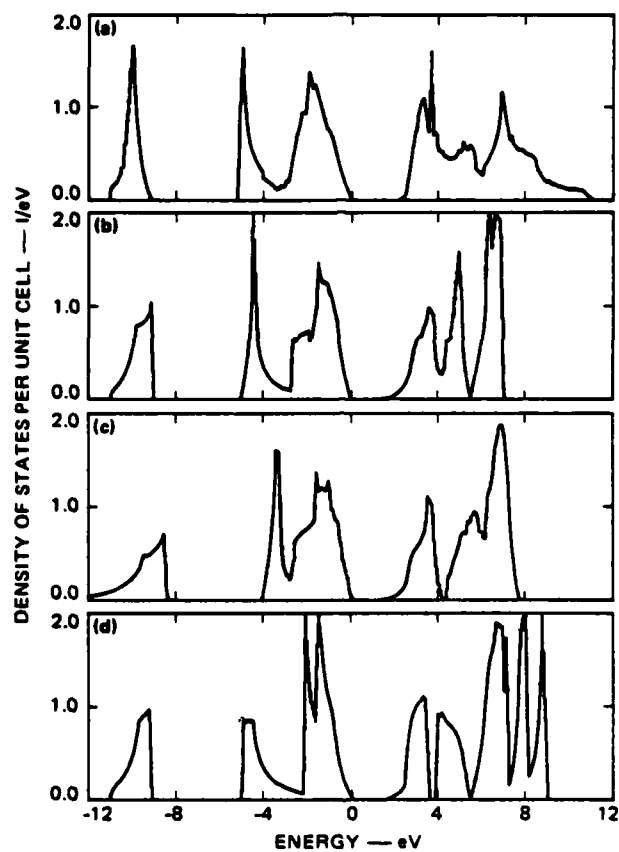 DENSITY OF STATES PER UNIT CELL — 1/eV
2.0
(a)
1.0
0.0
2.0
(b)
1.0
0.0
2.0
(c)
1.0
0.0
2.0
(d)
1.0
0.0
-12 -8 -4 0 4 8 12
ENERGY — eV